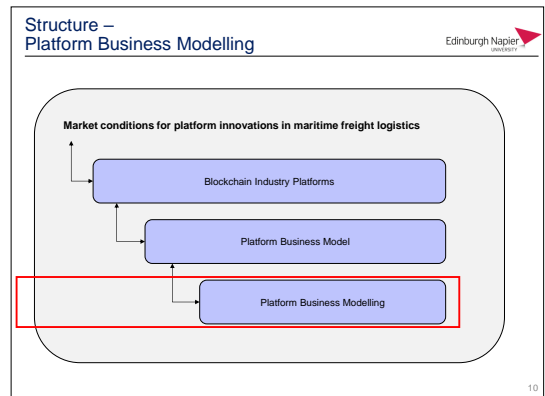 Structure –
Platform Business Modelling
Edinburgh Napier
UNIVERSITY
Market conditions for platform innovations in maritime freight logistics
Blockchain Industry Platforms
Platform Business Model
Platform Business Modelling
10